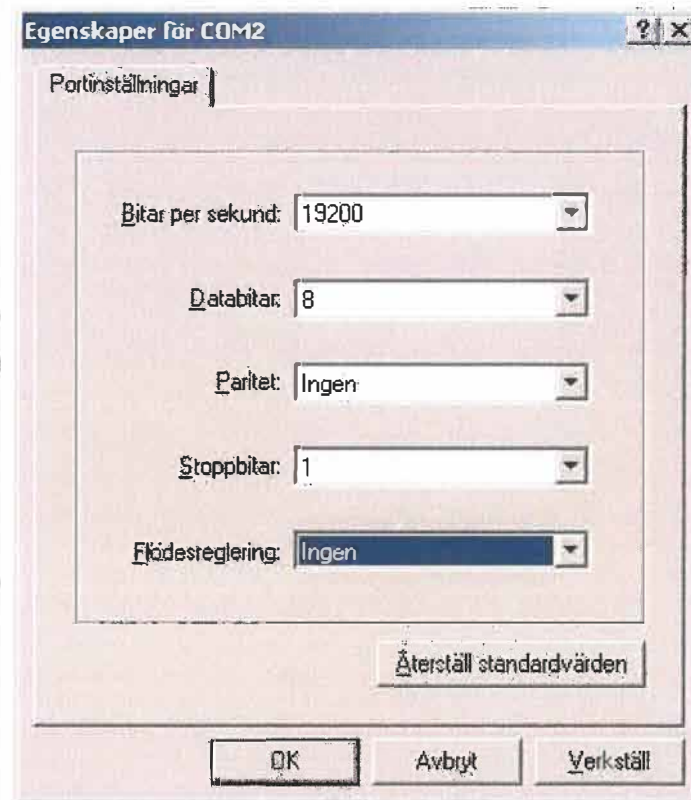 Egenskaper för COM2
Portinställningar
Bitar per sekund: 19200
Databitar: 8
Paritet: Ingen
Stoppbitar: 1
Flödesreglering: Ingen
Återställ standardvärden
OK Avbryt Verkställ